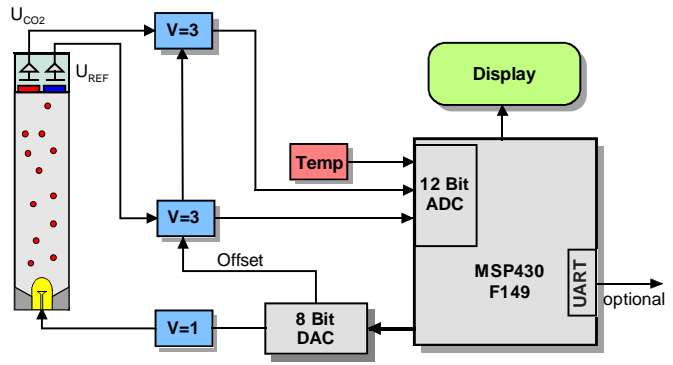 U_CO2
V=3
U_REF
Display
Temp
12 Bit
ADC
V=3
Offset
MSP430
F149
UART
optional
V=1
8 Bit
DAC